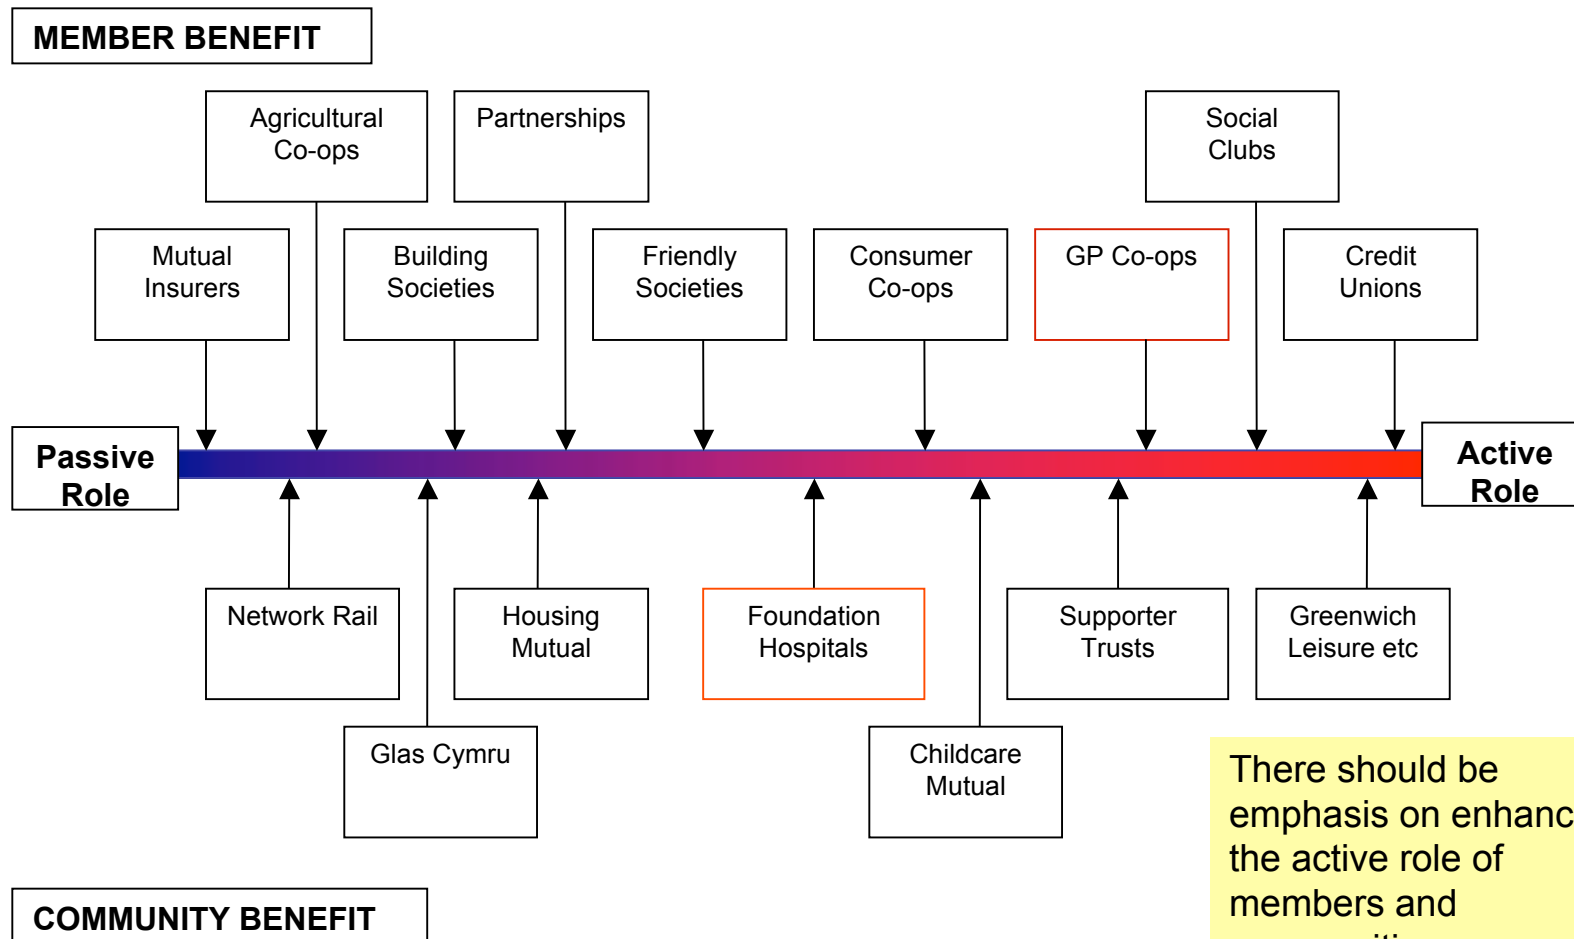 MEMBER BENEFIT
Agricultural
Co-ops
Partnerships
Social
Clubs
Mutual
Insurers
Building
Societies
Friendly
Societies
Consumer
Co-ops
GP Co-ops
Credit
Unions
Passive
Role
Active
Role
Network Rail
Housing
Mutual
Foundation
Hospitals
Supporter
Trusts
Greenwich
Leisure etc
Glas Cymru
Childcare
Mutual
There should be
emphasis on enhanc
the active role of
members and
COMMUNITY BENEFIT